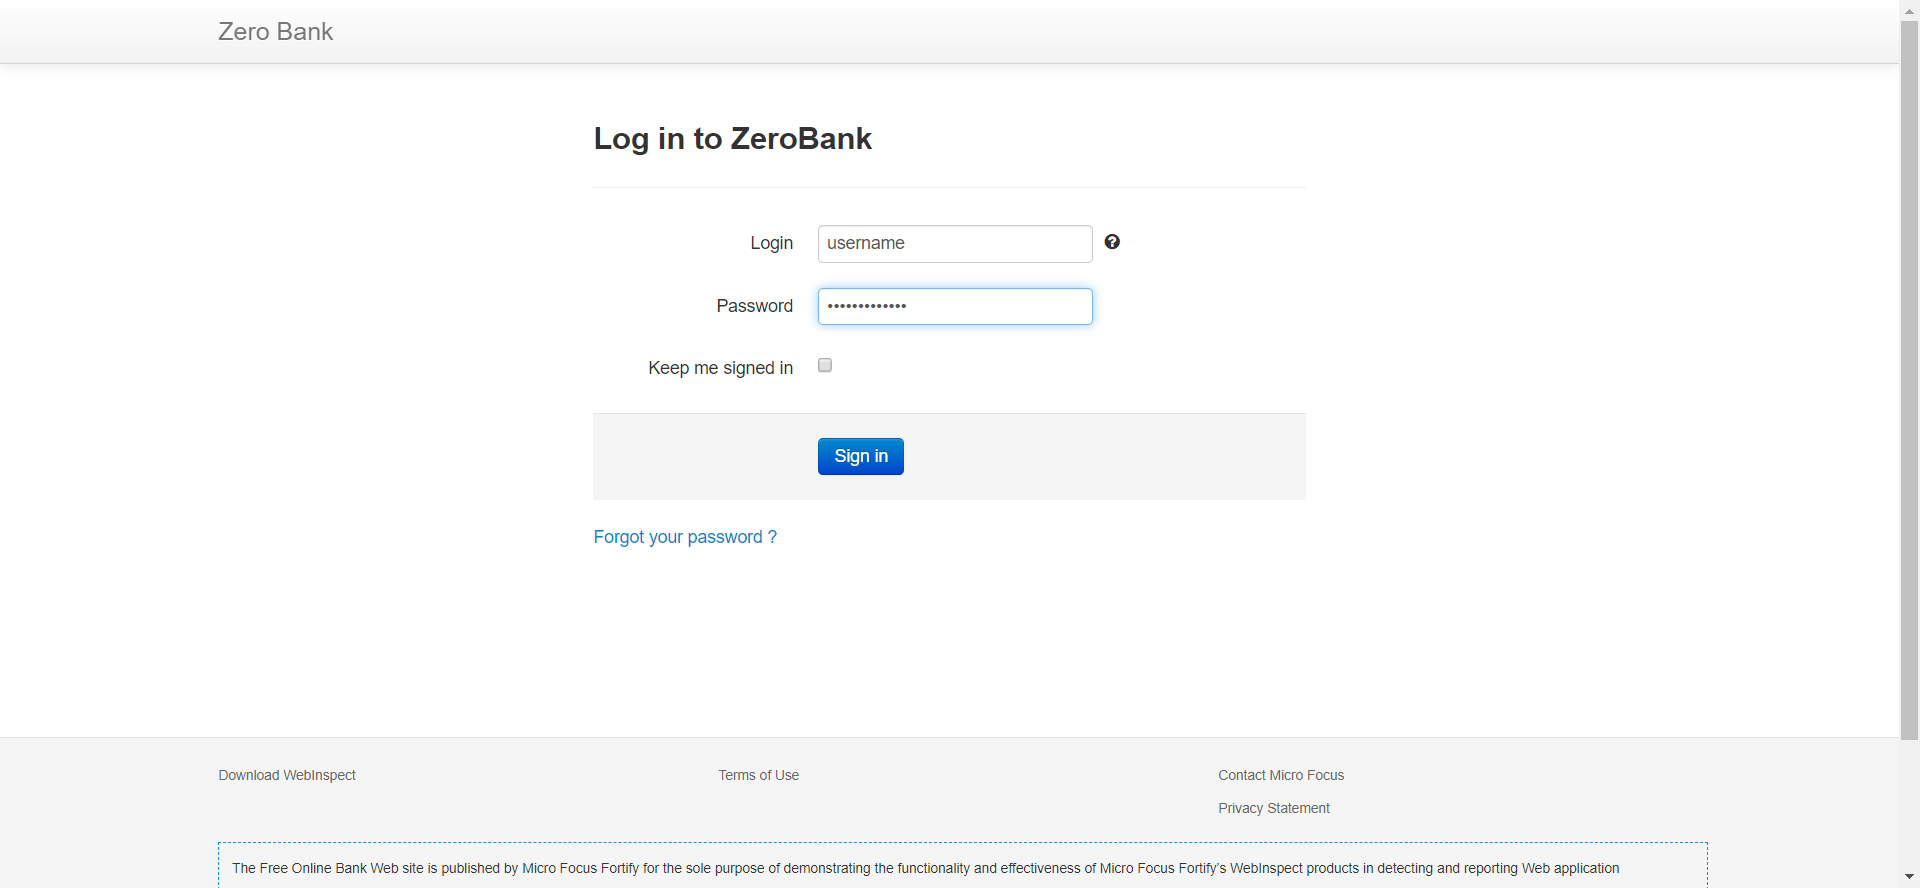 Zero Bank
Log in to ZeroBank
Login username
Password •••••••••••••
Keep me signed in
Sign in
Forgot your password ?
Download WebInspect Terms of Use Contact Micro Focus
Privacy Statement
The Free Online Bank Web site is published by Micro Focus Fortify for the sole purpose of demonstrating the functionality and effectiveness of Micro Focus Fortify's WebInspect products in detecting and reporting Web application